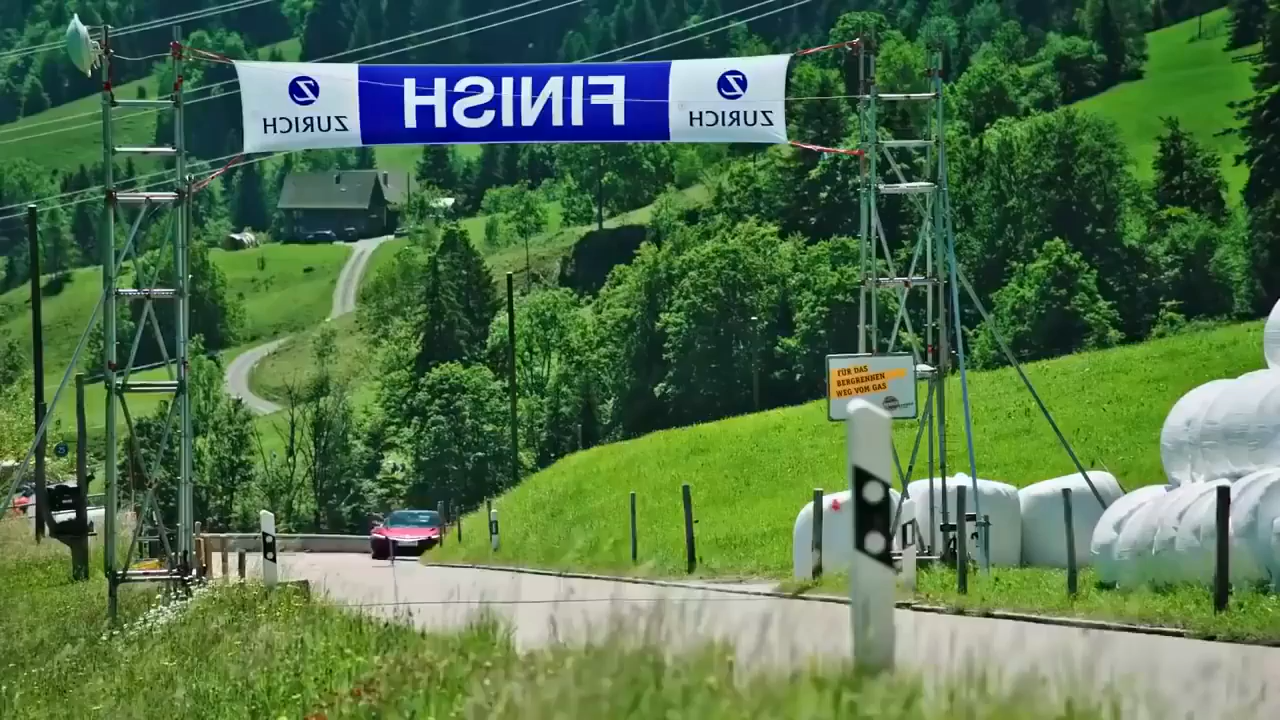 ZURICH
FINISH
ZURICH
FÜR DAS
BERGRENNEN
WEG VOM GAS